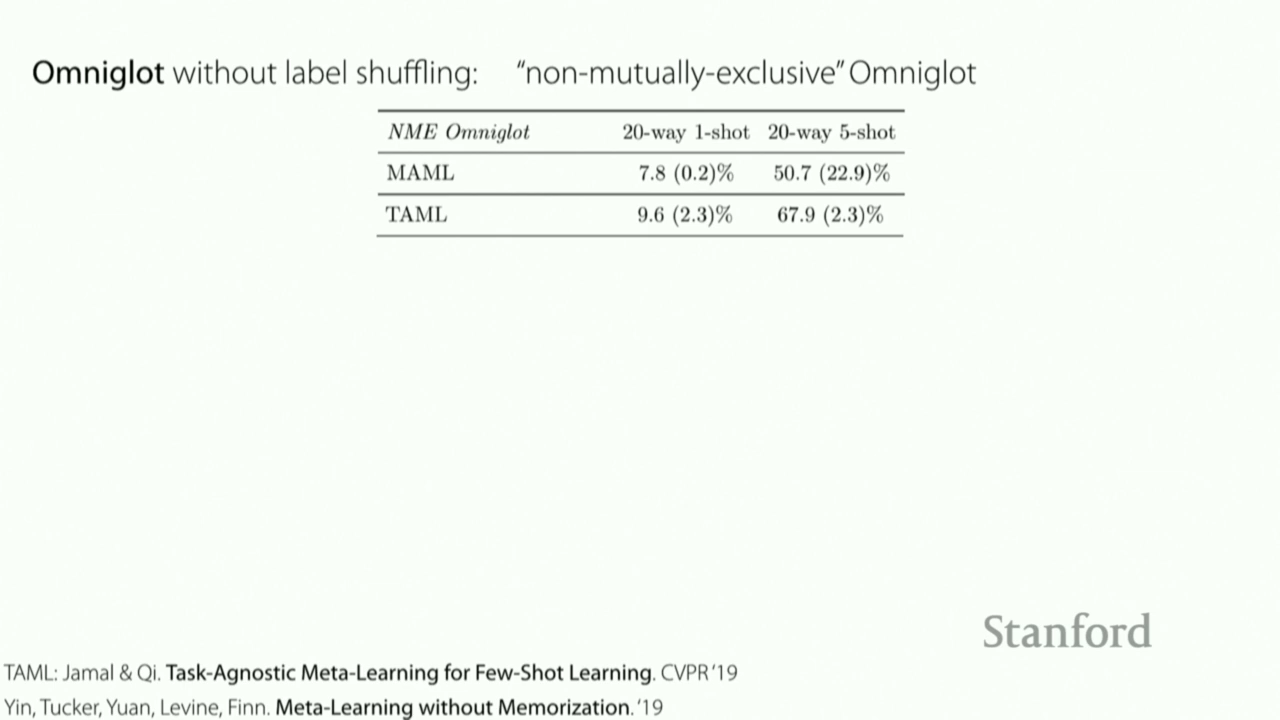 Omniglot without label shuffling: “non-mutually-exclusive” Omniglot
NME Omniglot 20-way 1-shot 20-way 5-shot
MAML 7.8 (0.2)% 50.7 (22.9)%
TAML 9.6 (2.3)% 67.9 (2.3)%
Stanford
TAML: Jamal & Qi. Task-Agnostic Meta-Learning for Few-Shot Learning. CVPR ‘19
Yin, Tucker, Yuan, Levine, Finn. Meta-Learning without Memorization. ‘19